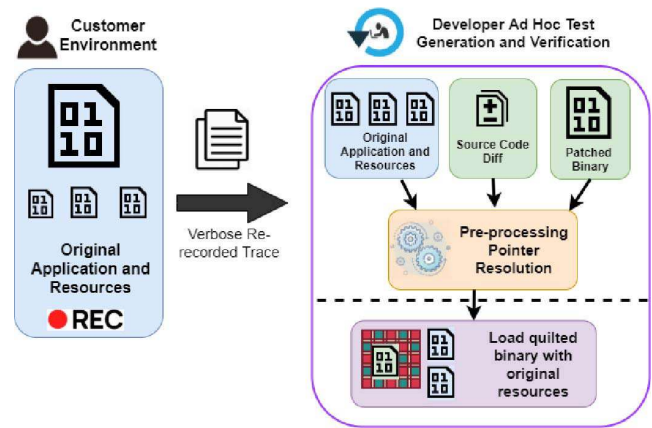 Customer
Environment
01
10
01
10
01
10
01
10
Original
Application and
Resources
REC
Verbose Re-
recorded Trace
Developer Ad Hoc Test
Generation and Verification
01
10
01
10
01
10
Original
Application and
Resources
Source Code
Diff
01
10
Patched
Binary
Pre-processing
Pointer
Resolution
01
10
01
10
01
10
Load quilted
binary with
original
resources